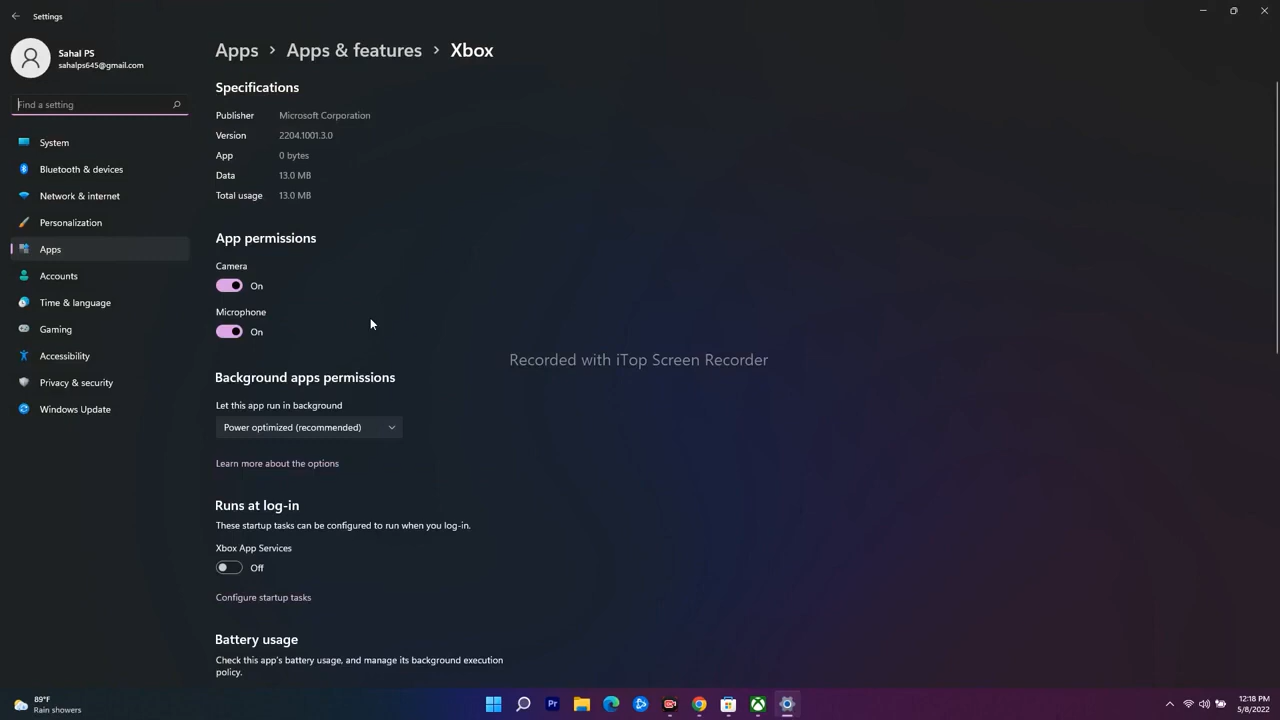 Settings
Sahal PS
sahalps645@gmail.com
Find a setting
System
Bluetooth & devices
Network & internet
Personalization
Apps
Accounts
Time & language
Gaming
Accessibility
Privacy & security
Windows Update
Apps > Apps & features > Xbox
Specifications
Publisher Microsoft Corporation
Version 2204.1001.3.0
App 0 bytes
Data 13.0 MB
Total usage 13.0 MB
App permissions
Camera
On
Microphone
On
Recorded with iTop Screen Recorder
Background apps permissions
Let this app run in background
Power optimized (recommended)
Learn more about the options
Runs at log-in
These startup tasks can be configured to run when you log-in.
Xbox App Services
Off
Configure startup tasks
Battery usage
Check this app's battery usage, and manage its background execution
policy.
89°F
Rain showers
Pr
12:18 PM
5/8/2022